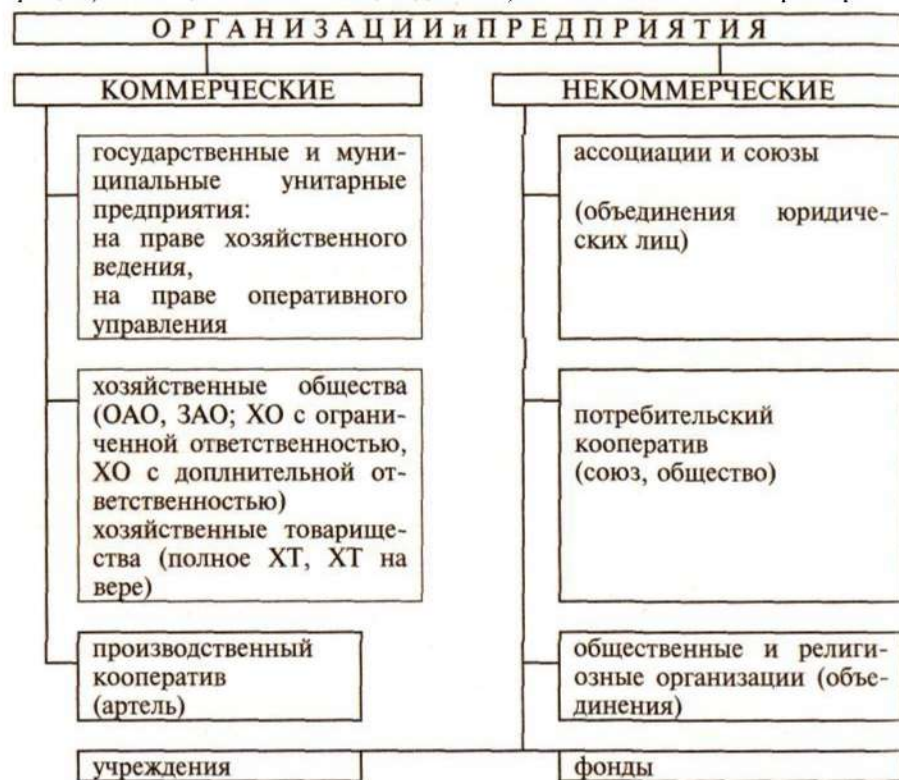 О Р Г А Н И З А Ц И И и П Р Е Д П Р И Я Т И Я
КОММЕРЧЕСКИЕ
государственные и муни-
ципальные унитарные
предприятия:
на праве хозяйственного
ведения,
на праве оперативного
управления
хозяйственные общества
(ОАО, ЗАО; ХО с ограни-
ченной ответственностью,
ХО с доплнительной от-
ветственностью)
хозяйственные товарище-
ства (полное ХТ, ХТ на
вере)
производственный
кооператив
(артель)
учреждения
НЕКОММЕРЧЕСКИЕ
ассоциации и союзы
(объединения юридиче-
ских лиц)
потребительский
кооператив
(союз, общество)
общественные и религи-
озные организации (объе-
динения)
фонды